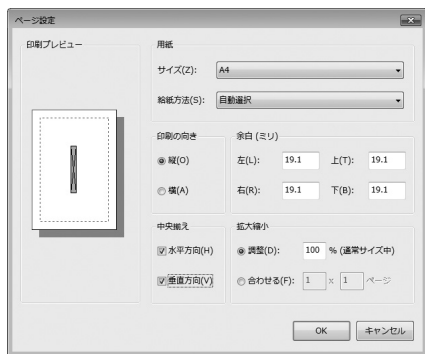 ページ設定
印刷プレビュー
用紙
サイズ(Z): A4
給紙方法(S): 自動選択
印刷の向き
縦(O)
横(A)
余白(ミリ)
左(L): 19.1 上(T): 19.1
右(R): 19.1 下(B): 19.1
中央揃え
水平方向(H)
垂直方向(V)
拡大縮小
調整(D): 100 % (通常サイズ中)
合わせる(F): 1 x 1 ページ
OK キャンセル